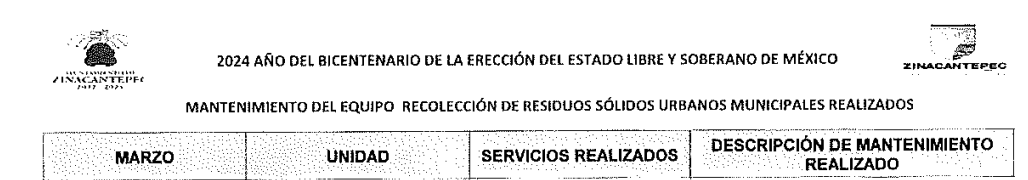 ZINACANTEPEC
2024 AÑO DEL BICENTENARIO DE LA ERECCIÓN DEL ESTADO LIBRE Y SOBERANO DE MÉXICO
ZINACANTEPEC
MANTENIMIENTO DEL EQUIPO RECOLECCIÓN DE RESIDUOS SÓLIDOS URBANOS MUNICIPALES REALIZADOS
MARZO
UNIDAD
SERVICIOS REALIZADOS
DESCRIPCIÓN DE MANTENIMIENTO
REALIZADO